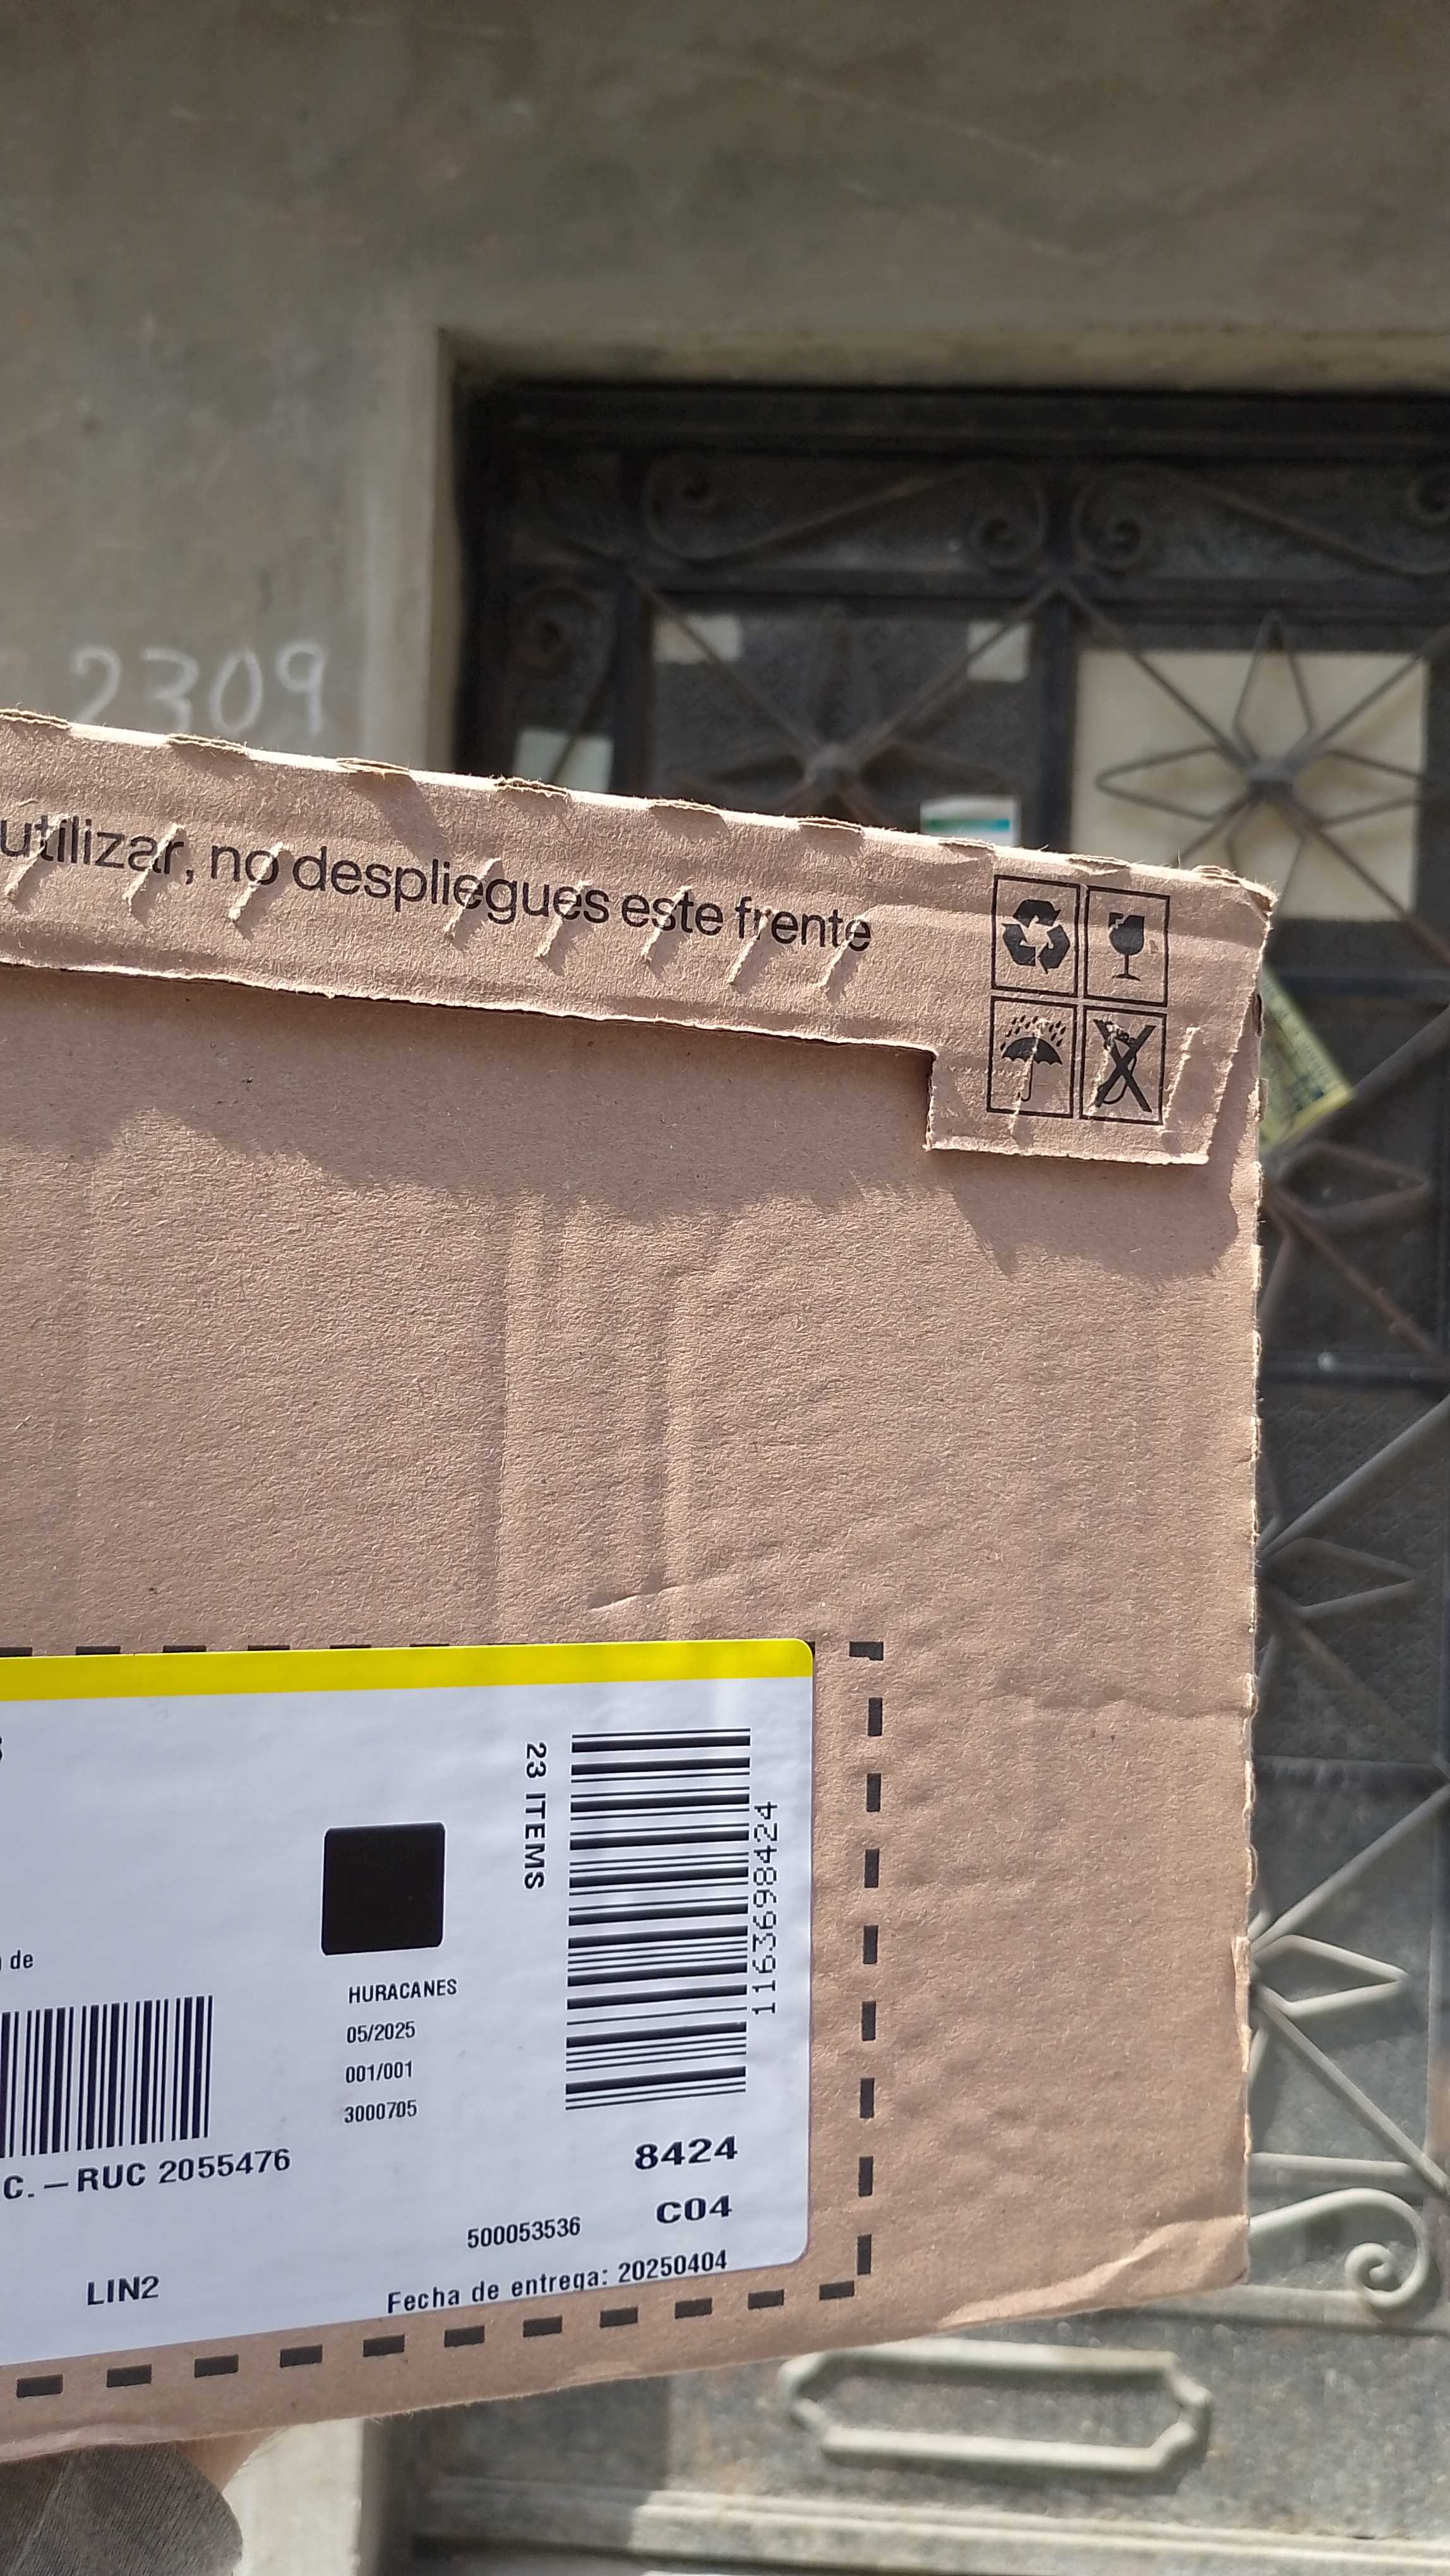 2309
utilizar, no despliegues este frente
23 ITEMS
1163698424
de
HURACANES
05/2025
001/001
3000705
C. – RUC 2055476
8424
C04
500053536
LIN2
Fecha de entrega: 20250404